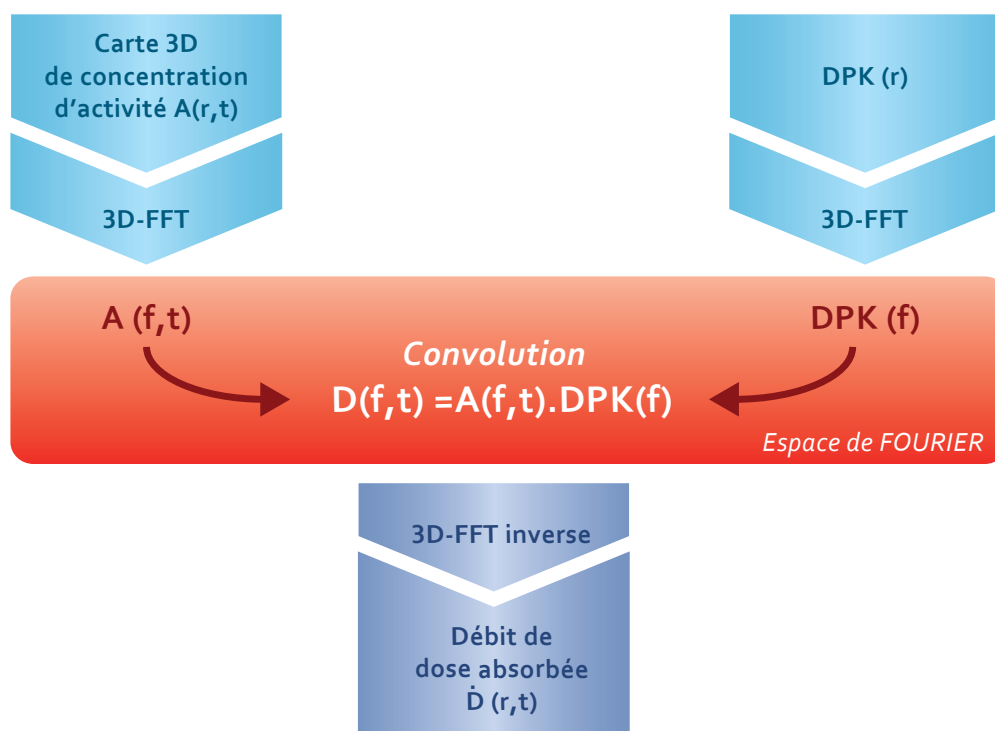 Carte 3D
de concentration
d'activité A(r,t)
DPK (r)
3D-FFT
3D-FFT
A (f,t)
DPK (f)
Convolution
D(f,t) =A(f,t).DPK(f)
Espace de FOURIER
3D-FFT inverse
Débit de
dose absorbée
Ḋ (r,t)